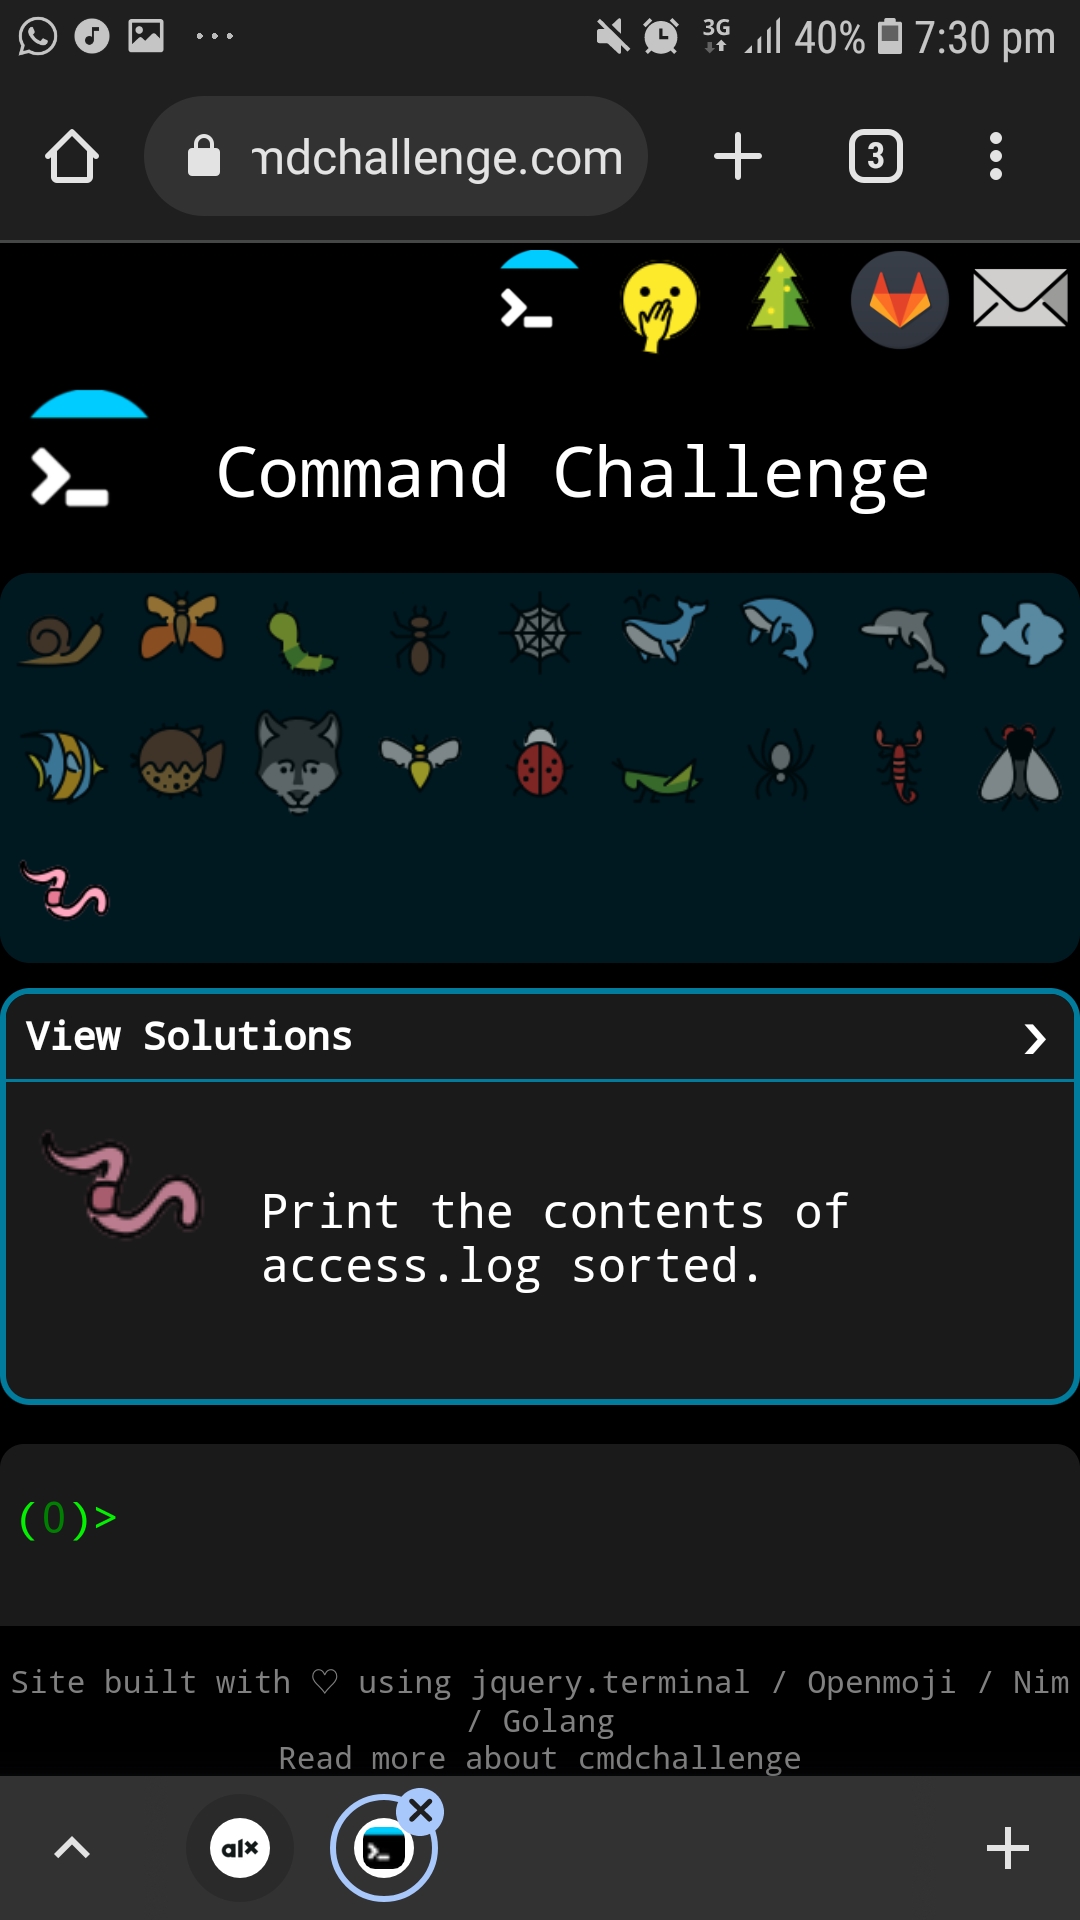 3G 40% 7:30 pm
mdchallenge.com 3
Command Challenge
View Solutions
Print the contents of
access.log sorted.
(0)>
Site built with ♡ using jquery.terminal / Openmoji / Nim
/ Golang
Read more about cmdchallenge
alx